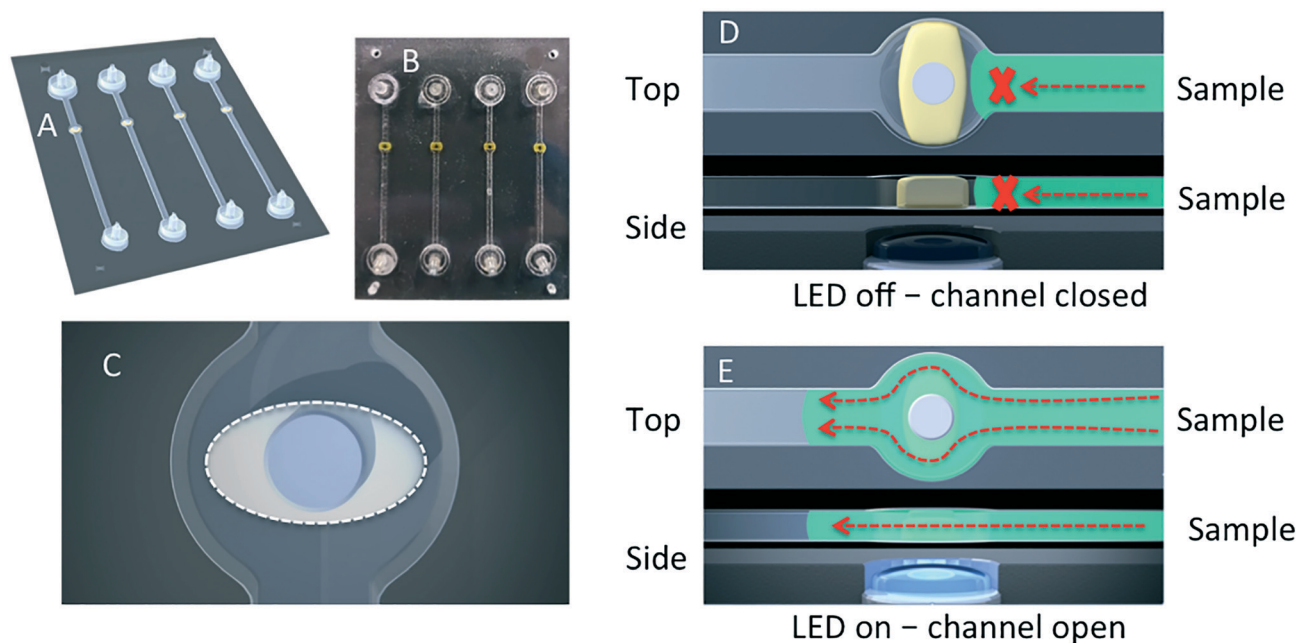 A
B
C
D
Top
Sample
Side
Sample
LED off – channel closed
E
Top
Sample
Side
Sample
LED on – channel open